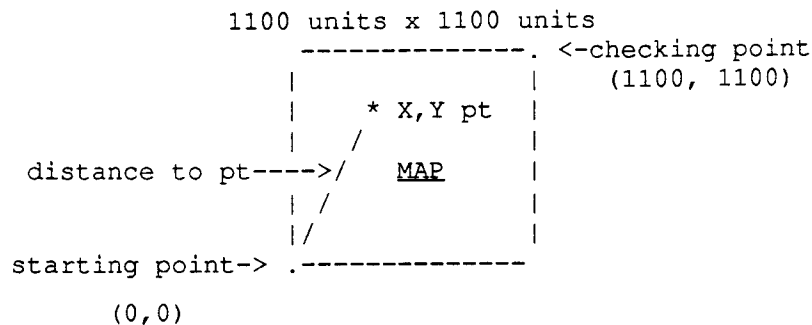 1100 units x 1100 units
<-checking point
(1100, 1100)
* X,Y pt
distance to pt---->
MAP
starting point->
(0,0)